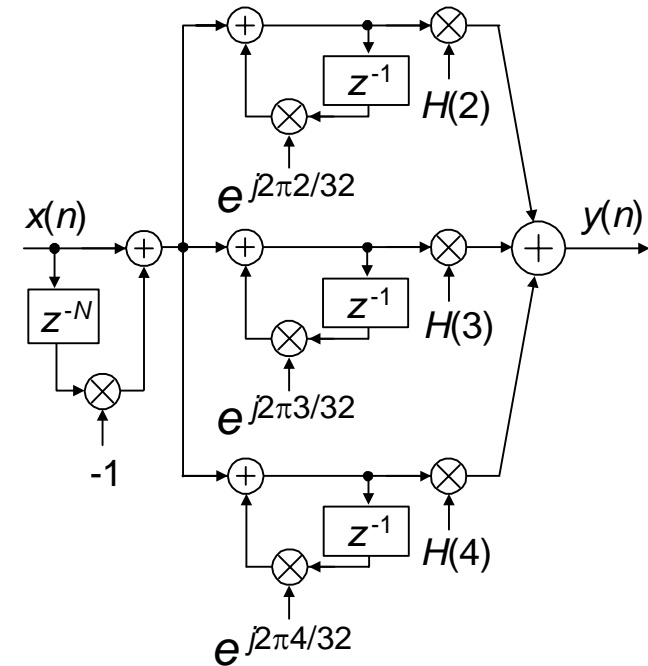 z⁻¹
H(2)
e^{j2π2/32}
x(n)
y(n)
z⁻ᴺ
z⁻¹
H(3)
e^{j2π3/32}
-1
z⁻¹
H(4)
e^{j2π4/32}